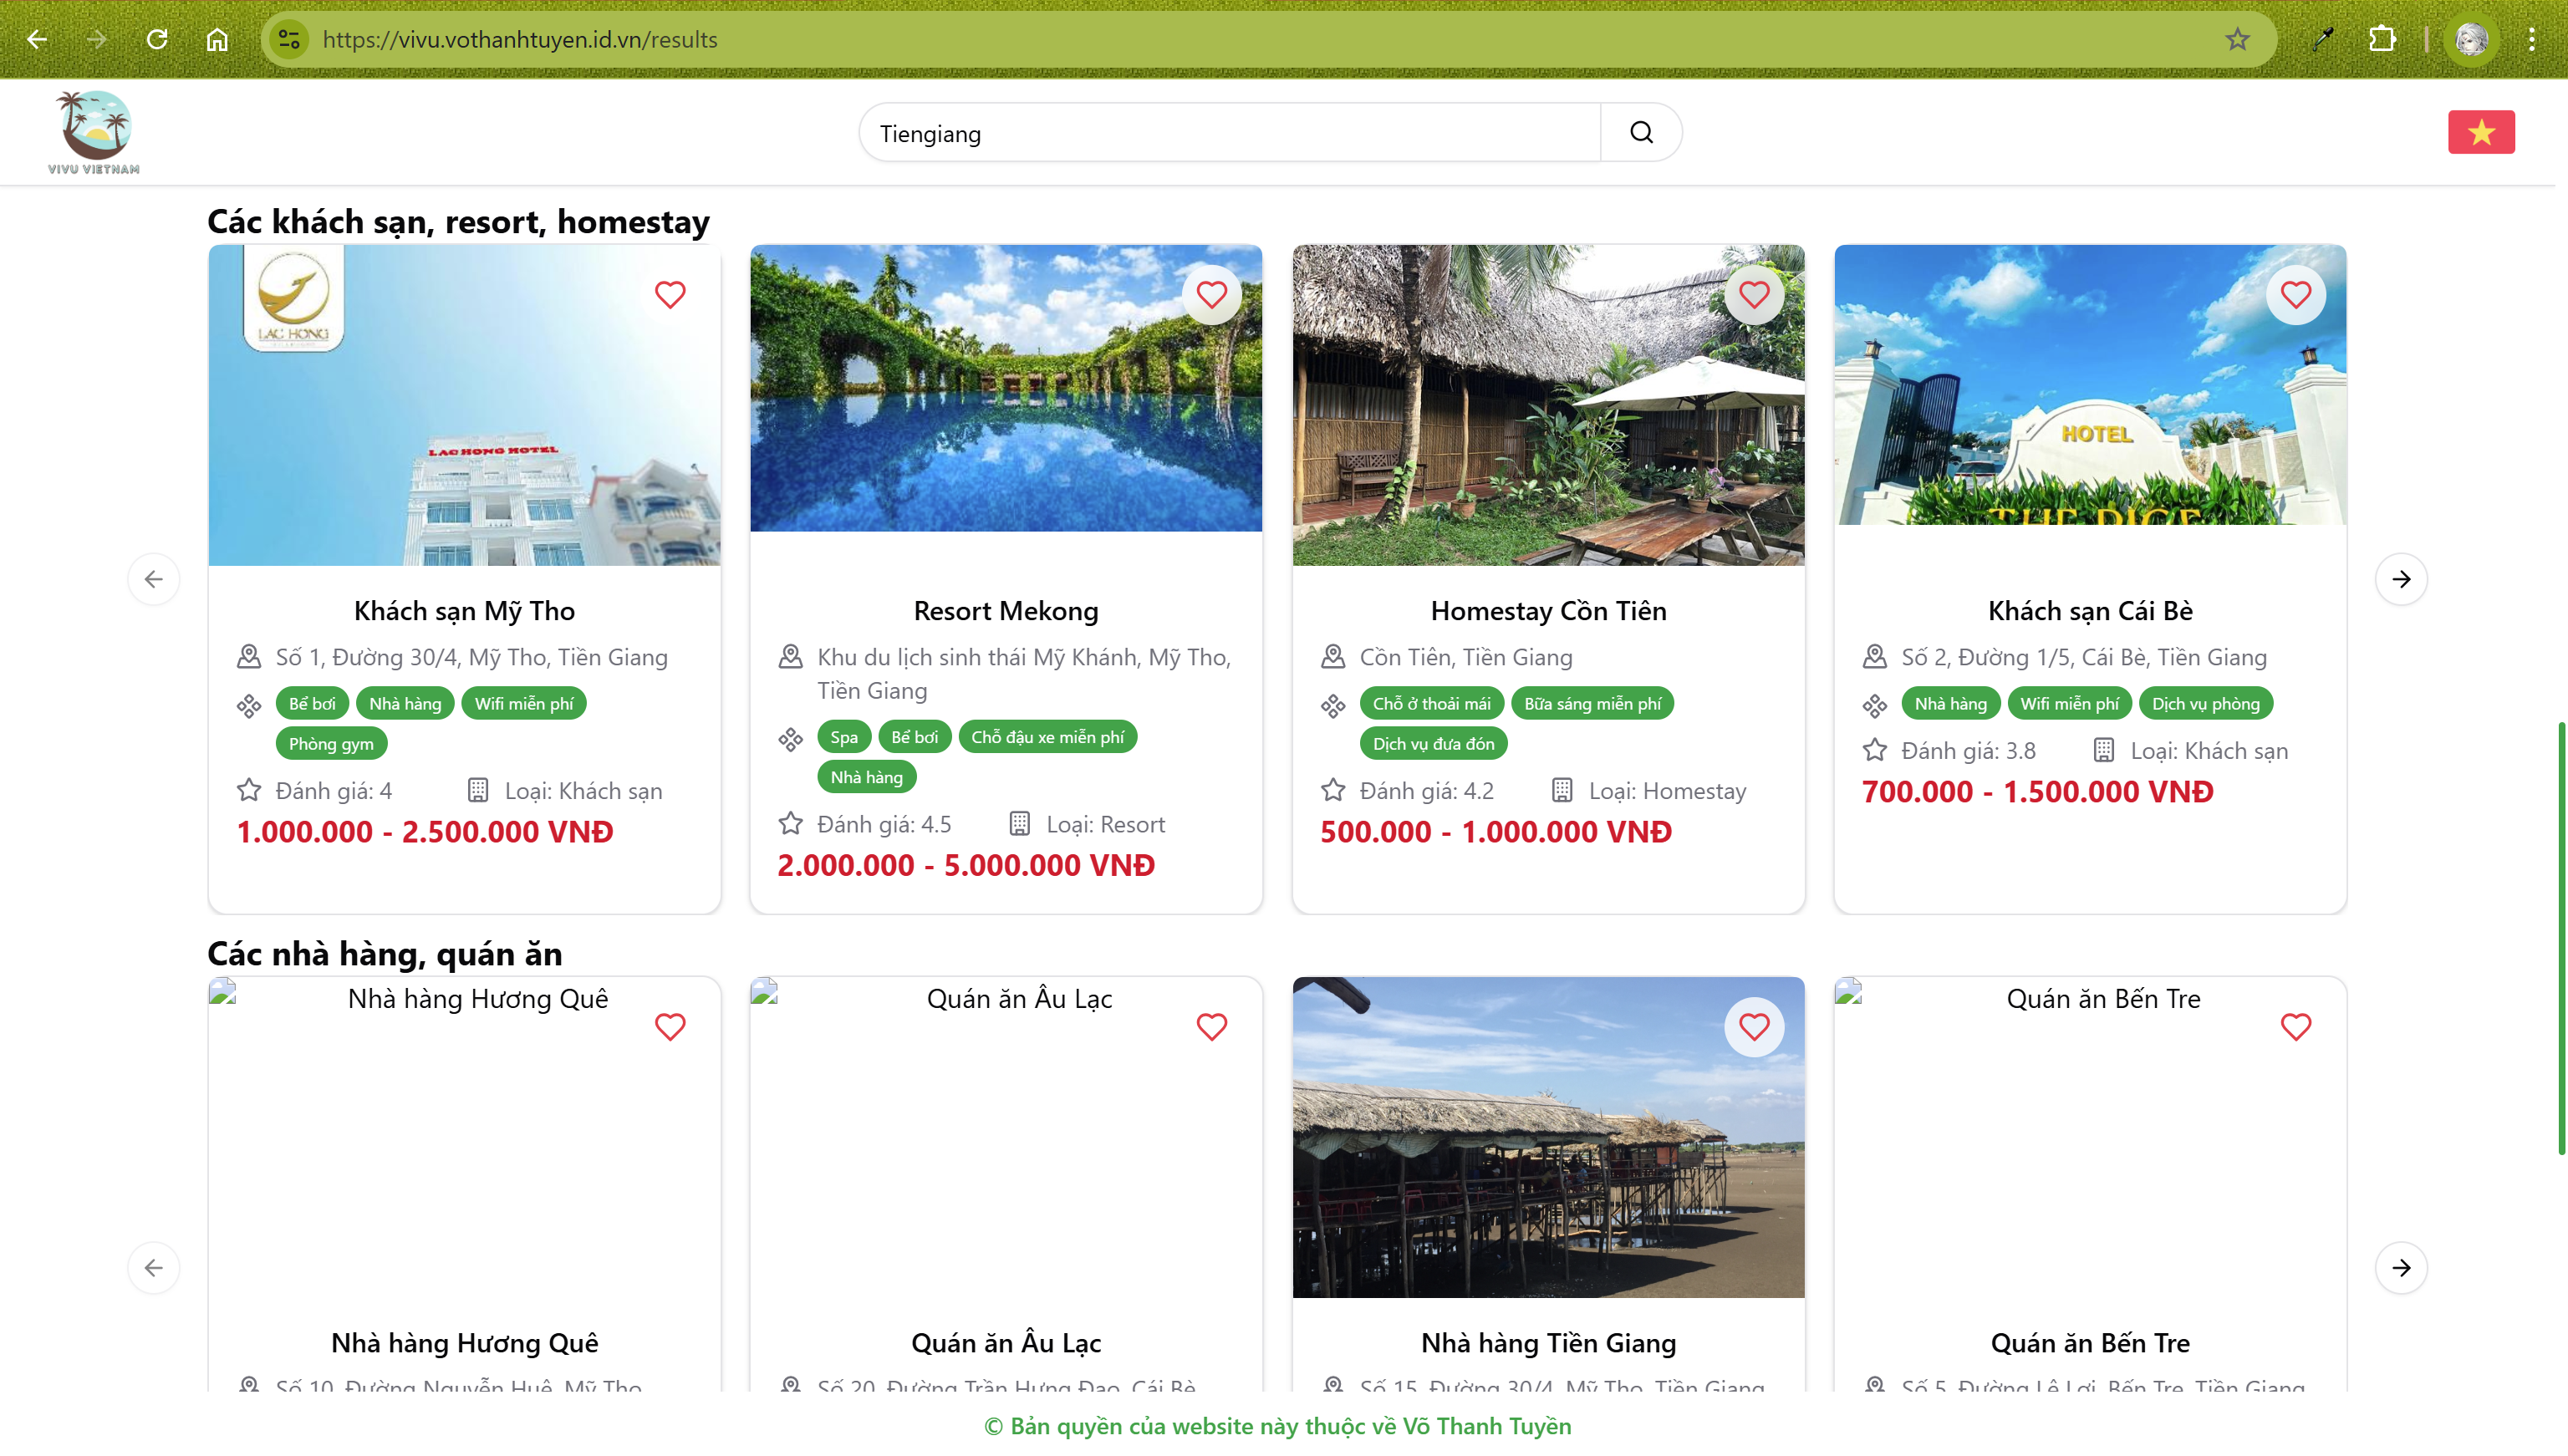 https://vivu.vothanhtuyen.id.vn/results
VIVU VIETNAM
Tiengiang
Các khách sạn, resort, homestay
LAC HONG
LAC HONG HOTEL
HOTEL
THE RICE
Khách sạn Mỹ Tho
Số 1, Đường 30/4, Mỹ Tho, Tiền Giang
Bể bơi
Nhà hàng
Wifi miễn phí
Phòng gym
Đánh giá: 4
Loại: Khách sạn
1.000.000 - 2.500.000 VNĐ
Resort Mekong
Khu du lịch sinh thái Mỹ Khánh, Mỹ Tho,
Tiền Giang
Spa
Bể bơi
Chỗ đậu xe miễn phí
Nhà hàng
Đánh giá: 4.5
Loại: Resort
2.000.000 - 5.000.000 VNĐ
Homestay Cồn Tiên
Cồn Tiên, Tiền Giang
Chỗ ở thoải mái
Bữa sáng miễn phí
Dịch vụ đưa đón
Đánh giá: 4.2
Loại: Homestay
500.000 - 1.000.000 VNĐ
Khách sạn Cái Bè
Số 2, Đường 1/5, Cái Bè, Tiền Giang
Nhà hàng
Wifi miễn phí
Dịch vụ phòng
Đánh giá: 3.8
Loại: Khách sạn
700.000 - 1.500.000 VNĐ
Các nhà hàng, quán ăn
Nhà hàng Hương Quê
Nhà hàng Hương Quê
Số 10, Đường Nguyễn Huệ, Mỹ Tho
Quán ăn Âu Lạc
Quán ăn Âu Lạc
Số 20, Đường Trần Hưng Đạo, Cái Bè
Nhà hàng Tiền Giang
Số 15, Đường 30/4, Mỹ Tho, Tiền Giang
Quán ăn Bến Tre
Quán ăn Bến Tre
Số 5, Đường Lê Lợi, Bến Tre, Tiền Giang
© Bản quyền của website này thuộc về Võ Thanh Tuyền